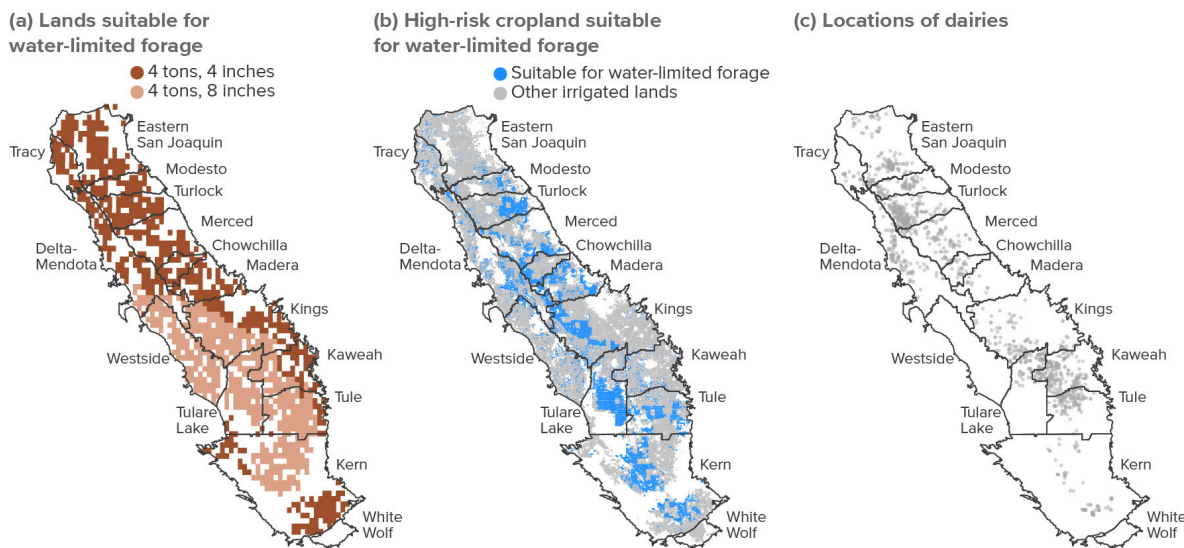 (a) Lands suitable for
water-limited forage
4 tons, 4 inches
4 tons, 8 inches
Eastern
San Joaquin
Tracy
Modesto
Turlock
Merced
Delta-
Mendota
Chowchilla
Madera
Kings
Westside
Kaweah
Tule
Tulare
Lake
Kern
White
Wolf
(b) High-risk cropland suitable
for water-limited forage
Suitable for water-limited forage
Other irrigated lands
Eastern
San Joaquin
Tracy
Modesto
Turlock
Merced
Delta-
Mendota
Chowchilla
Madera
Kings
Westside
Kaweah
Tule
Tulare
Lake
Kern
White
Wolf
(c) Locations of dairies
Eastern
San Joaquin
Tracy
Modesto
Turlock
Merced
Delta-
Mendota
Chowchilla
Madera
Kings
Westside
Kaweah
Tule
Tulare
Lake
Kern
White
Wolf